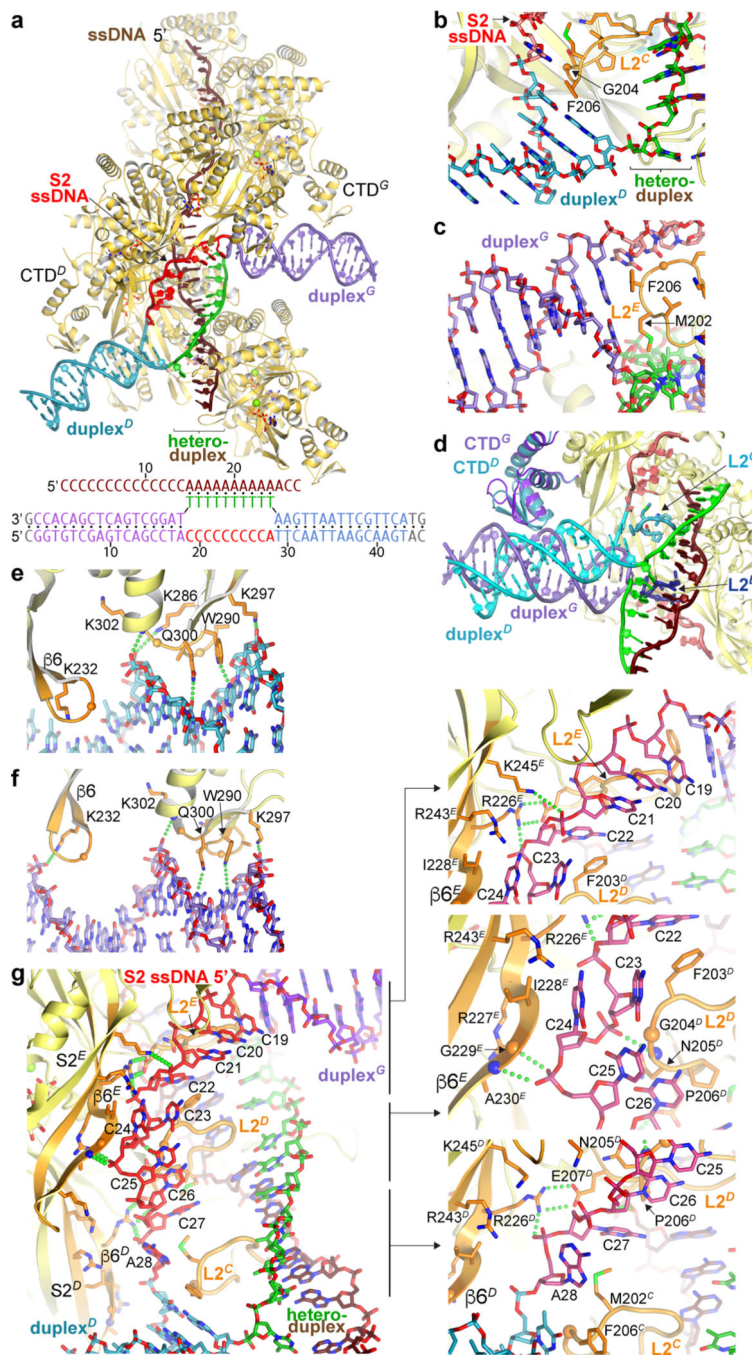 a
ssDNA 5'
S2
ssDNA
CTD^G
CTD^D
duplex^G
duplex^D
hetero-
duplex
10 20
5'CCCCCCCCCCCCCCAAAAAAAAAAACC
TTTTTTTTTT
3'GCCACAGCTCAGTCGGAT AAGTTAATTCGTTCATG
5'CGGTGTCGAGTCAGCCTACCCCCCCCCATTCAATTAAGCAAGTAC
10 20 30 40
b
S2
ssDNA
L2^C
G204
F206
duplex^D
hetero-
duplex
c
duplex^G
F206
L2^E
M202
d
CTD^G
CTD^D
L2^C
L2^E
duplex^G
duplex^D
e
K286
K297
K302
W290
Q300
β6
K232
f
β6
K302
W290
K232
Q300
K297
g
S2 ssDNA 5'
L2^E
S2^E
C19
C20
C21
duplex^G
C22
β6^E
C23
C24
L2^D
C25
C26
C27
β6^D
A28
S2^D
L2^C
duplex^D
hetero-
duplex
L2^E
K245^E
R226^E
C19
R243^E
C20
C21
C22
I228^E
C23
F203^D
β6^E
C24
L2^D
R243^E
R226^E
C22
C23
F203^D
I228^E
R227^E
C24
G204^D
L2^D
G229^E
N205^D
C25
β6^E
C26
P206^D
A230^E
K245^D
N205^D
C25
E207^D
C26
L2^D
R243^D
R226^D
P206^D
C27
β6^D
A28
M202^C
F206^C
L2^C